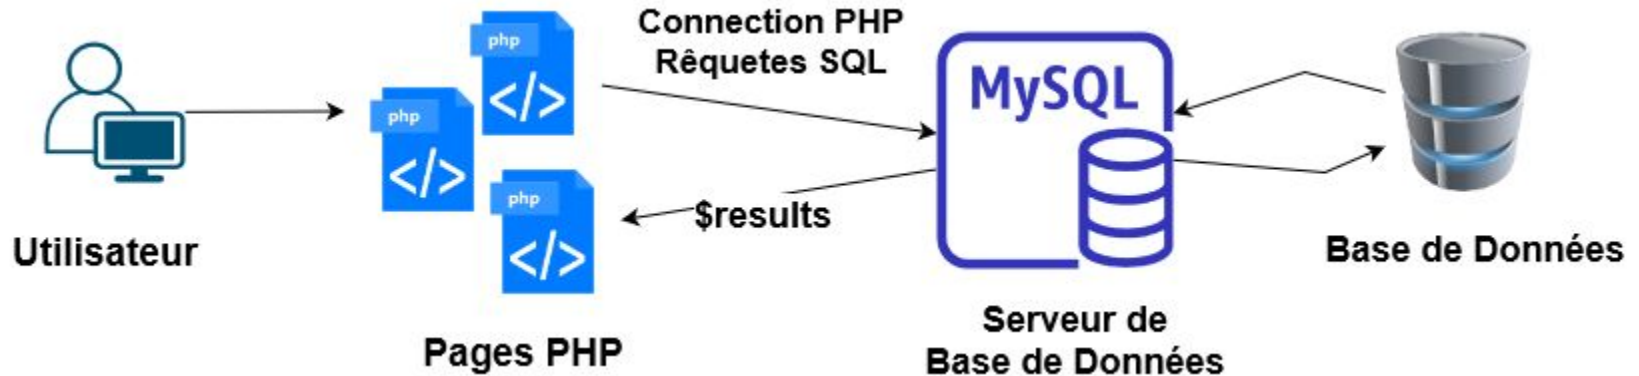 Connection PHP
Rêquetes SQL
php
</>
php
</>
MySQL
php
</>
$results
Utilisateur
Pages PHP
Serveur de
Base de Données
Base de Données